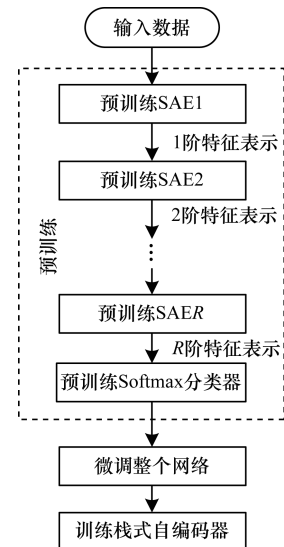 输入数据
预训练SAE1
1阶特征表示
预训练SAE2
2阶特征表示
⋮
预训练
预训练SAER
R阶特征表示
预训练Softmax分类器
微调整个网络
训练栈式自编码器